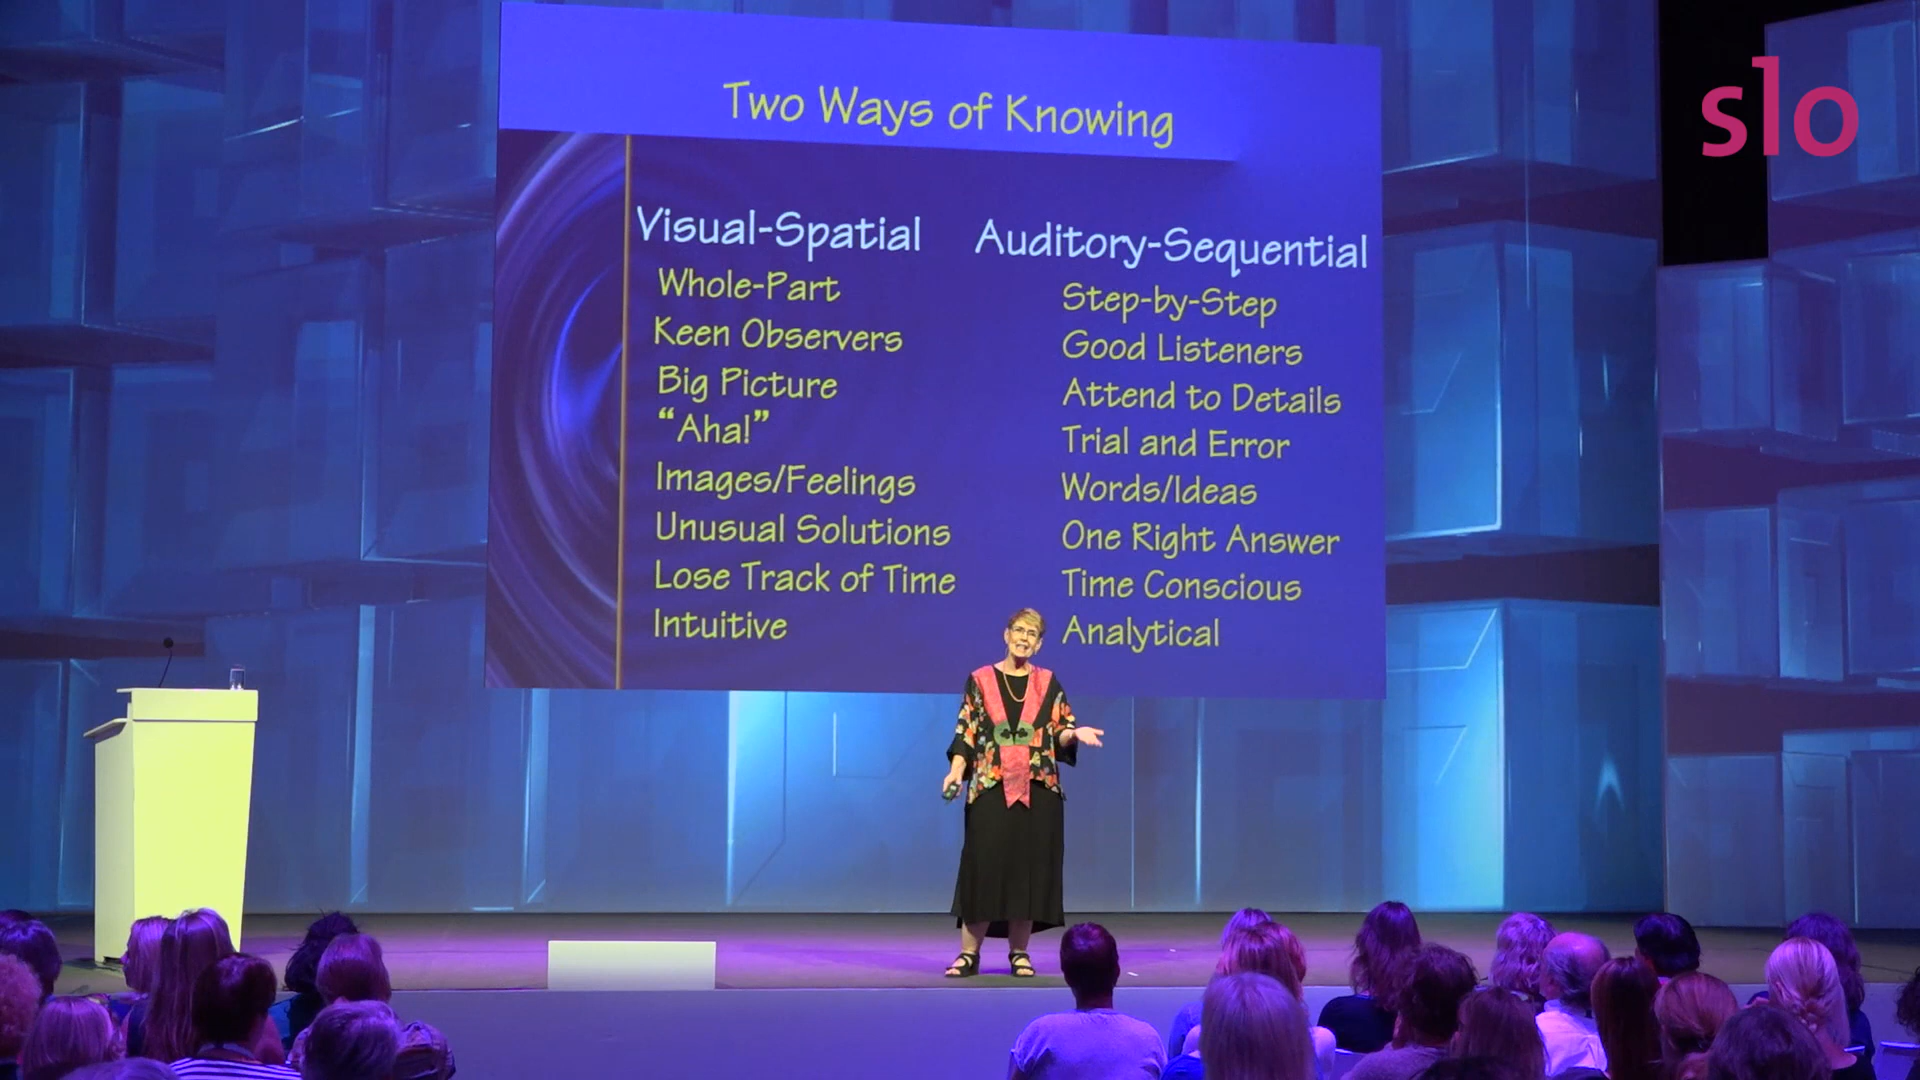 slo
Two Ways of Knowing
Visual-Spatial
Whole-Part
Keen Observers
Big Picture
“Aha!”
Images/Feelings
Unusual Solutions
Lose Track of Time
Intuitive
Auditory-Sequential
Step-by-Step
Good Listeners
Attend to Details
Trial and Error
Words/Ideas
One Right Answer
Time Conscious
Analytical